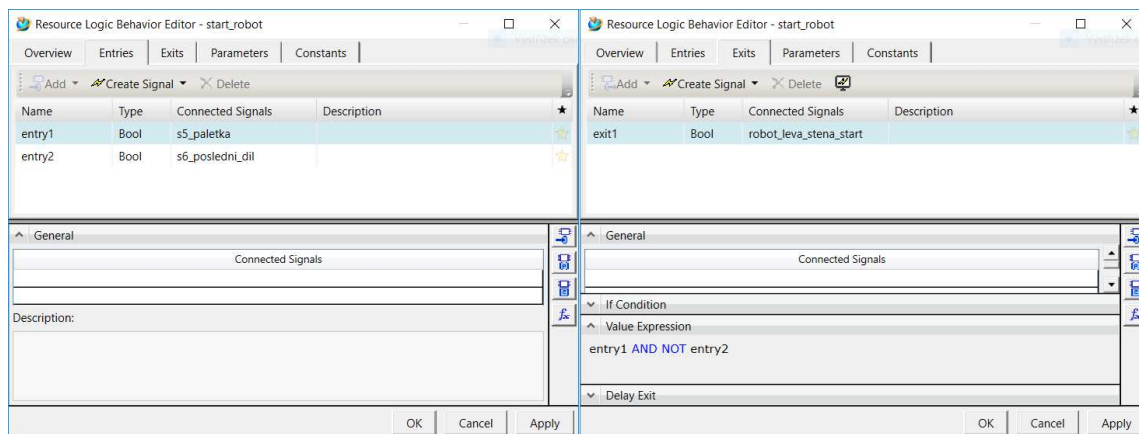 Resource Logic Behavior Editor - start_robot
Overview Entries Exits Parameters Constants
Add Create Signal Delete
Name Type Connected Signals Description
entry1 Bool s5_paletka
entry2 Bool s6_posledni_dil
General
Connected Signals
Description:
OK Cancel Apply
Resource Logic Behavior Editor - start_robot
Overview Entries Exits Parameters Constants
Add Create Signal Delete
Name Type Connected Signals Description
exit1 Bool robot_leva_stena_start
General
Connected Signals
If Condition
Value Expression
entry1 AND NOT entry2
Delay Exit
OK Cancel Apply